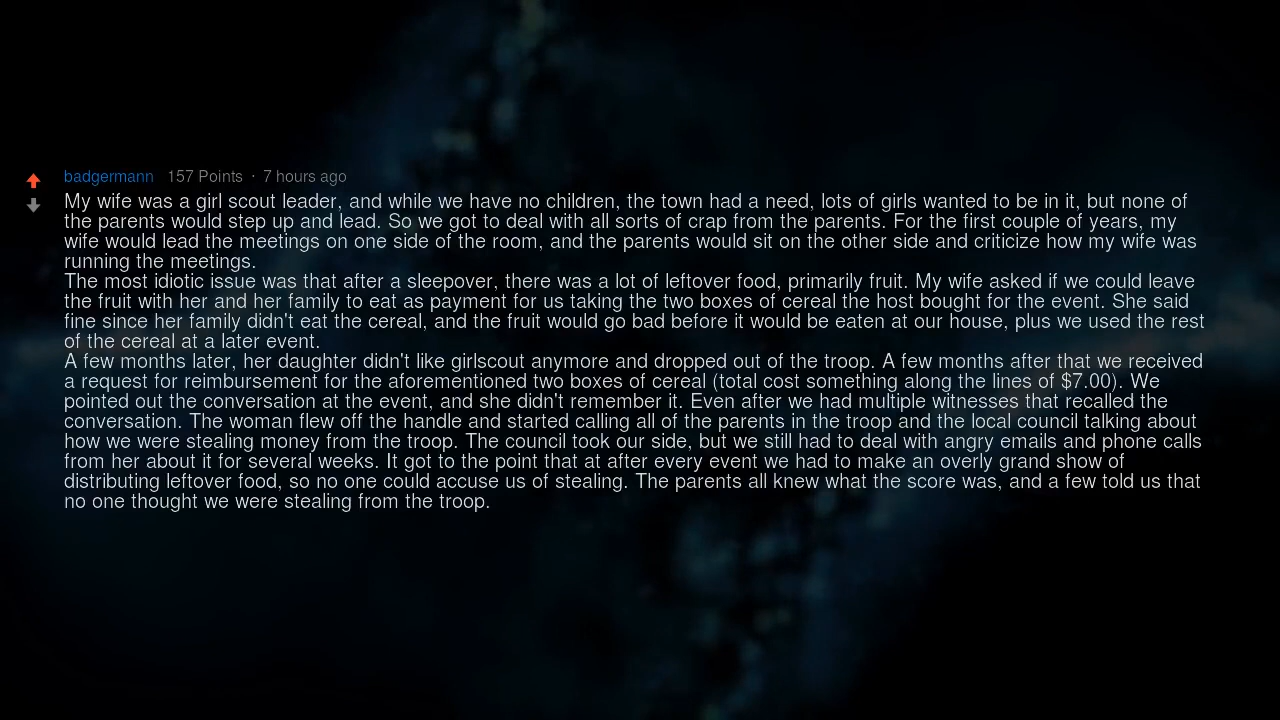 badgermann 157 Points · 7 hours ago
My wife was a girl scout leader, and while we have no children, the town had a need, lots of girls wanted to be in it, but none of
the parents would step up and lead. So we got to deal with all sorts of crap from the parents. For the first couple of years, my
wife would lead the meetings on one side of the room, and the parents would sit on the other side and criticize how my wife was
running the meetings.
The most idiotic issue was that after a sleepover, there was a lot of leftover food, primarily fruit. My wife asked if we could leave
the fruit with her and her family to eat as payment for us taking the two boxes of cereal the host bought for the event. She said
fine since her family didn't eat the cereal, and the fruit would go bad before it would be eaten at our house, plus we used the rest
of the cereal at a later event.
A few months later, her daughter didn't like girlscout anymore and dropped out of the troop. A few months after that we received
a request for reimbursement for the aforementioned two boxes of cereal (total cost something along the lines of $7.00). We
pointed out the conversation at the event, and she didn't remember it. Even after we had multiple witnesses that recalled the
conversation. The woman flew off the handle and started calling all of the parents in the troop and the local council talking about
how we were stealing money from the troop. The council took our side, but we still had to deal with angry emails and phone calls
from her about it for several weeks. It got to the point that at after every event we had to make an overly grand show of
distributing leftover food, so no one could accuse us of stealing. The parents all knew what the score was, and a few told us that
no one thought we were stealing from the troop.